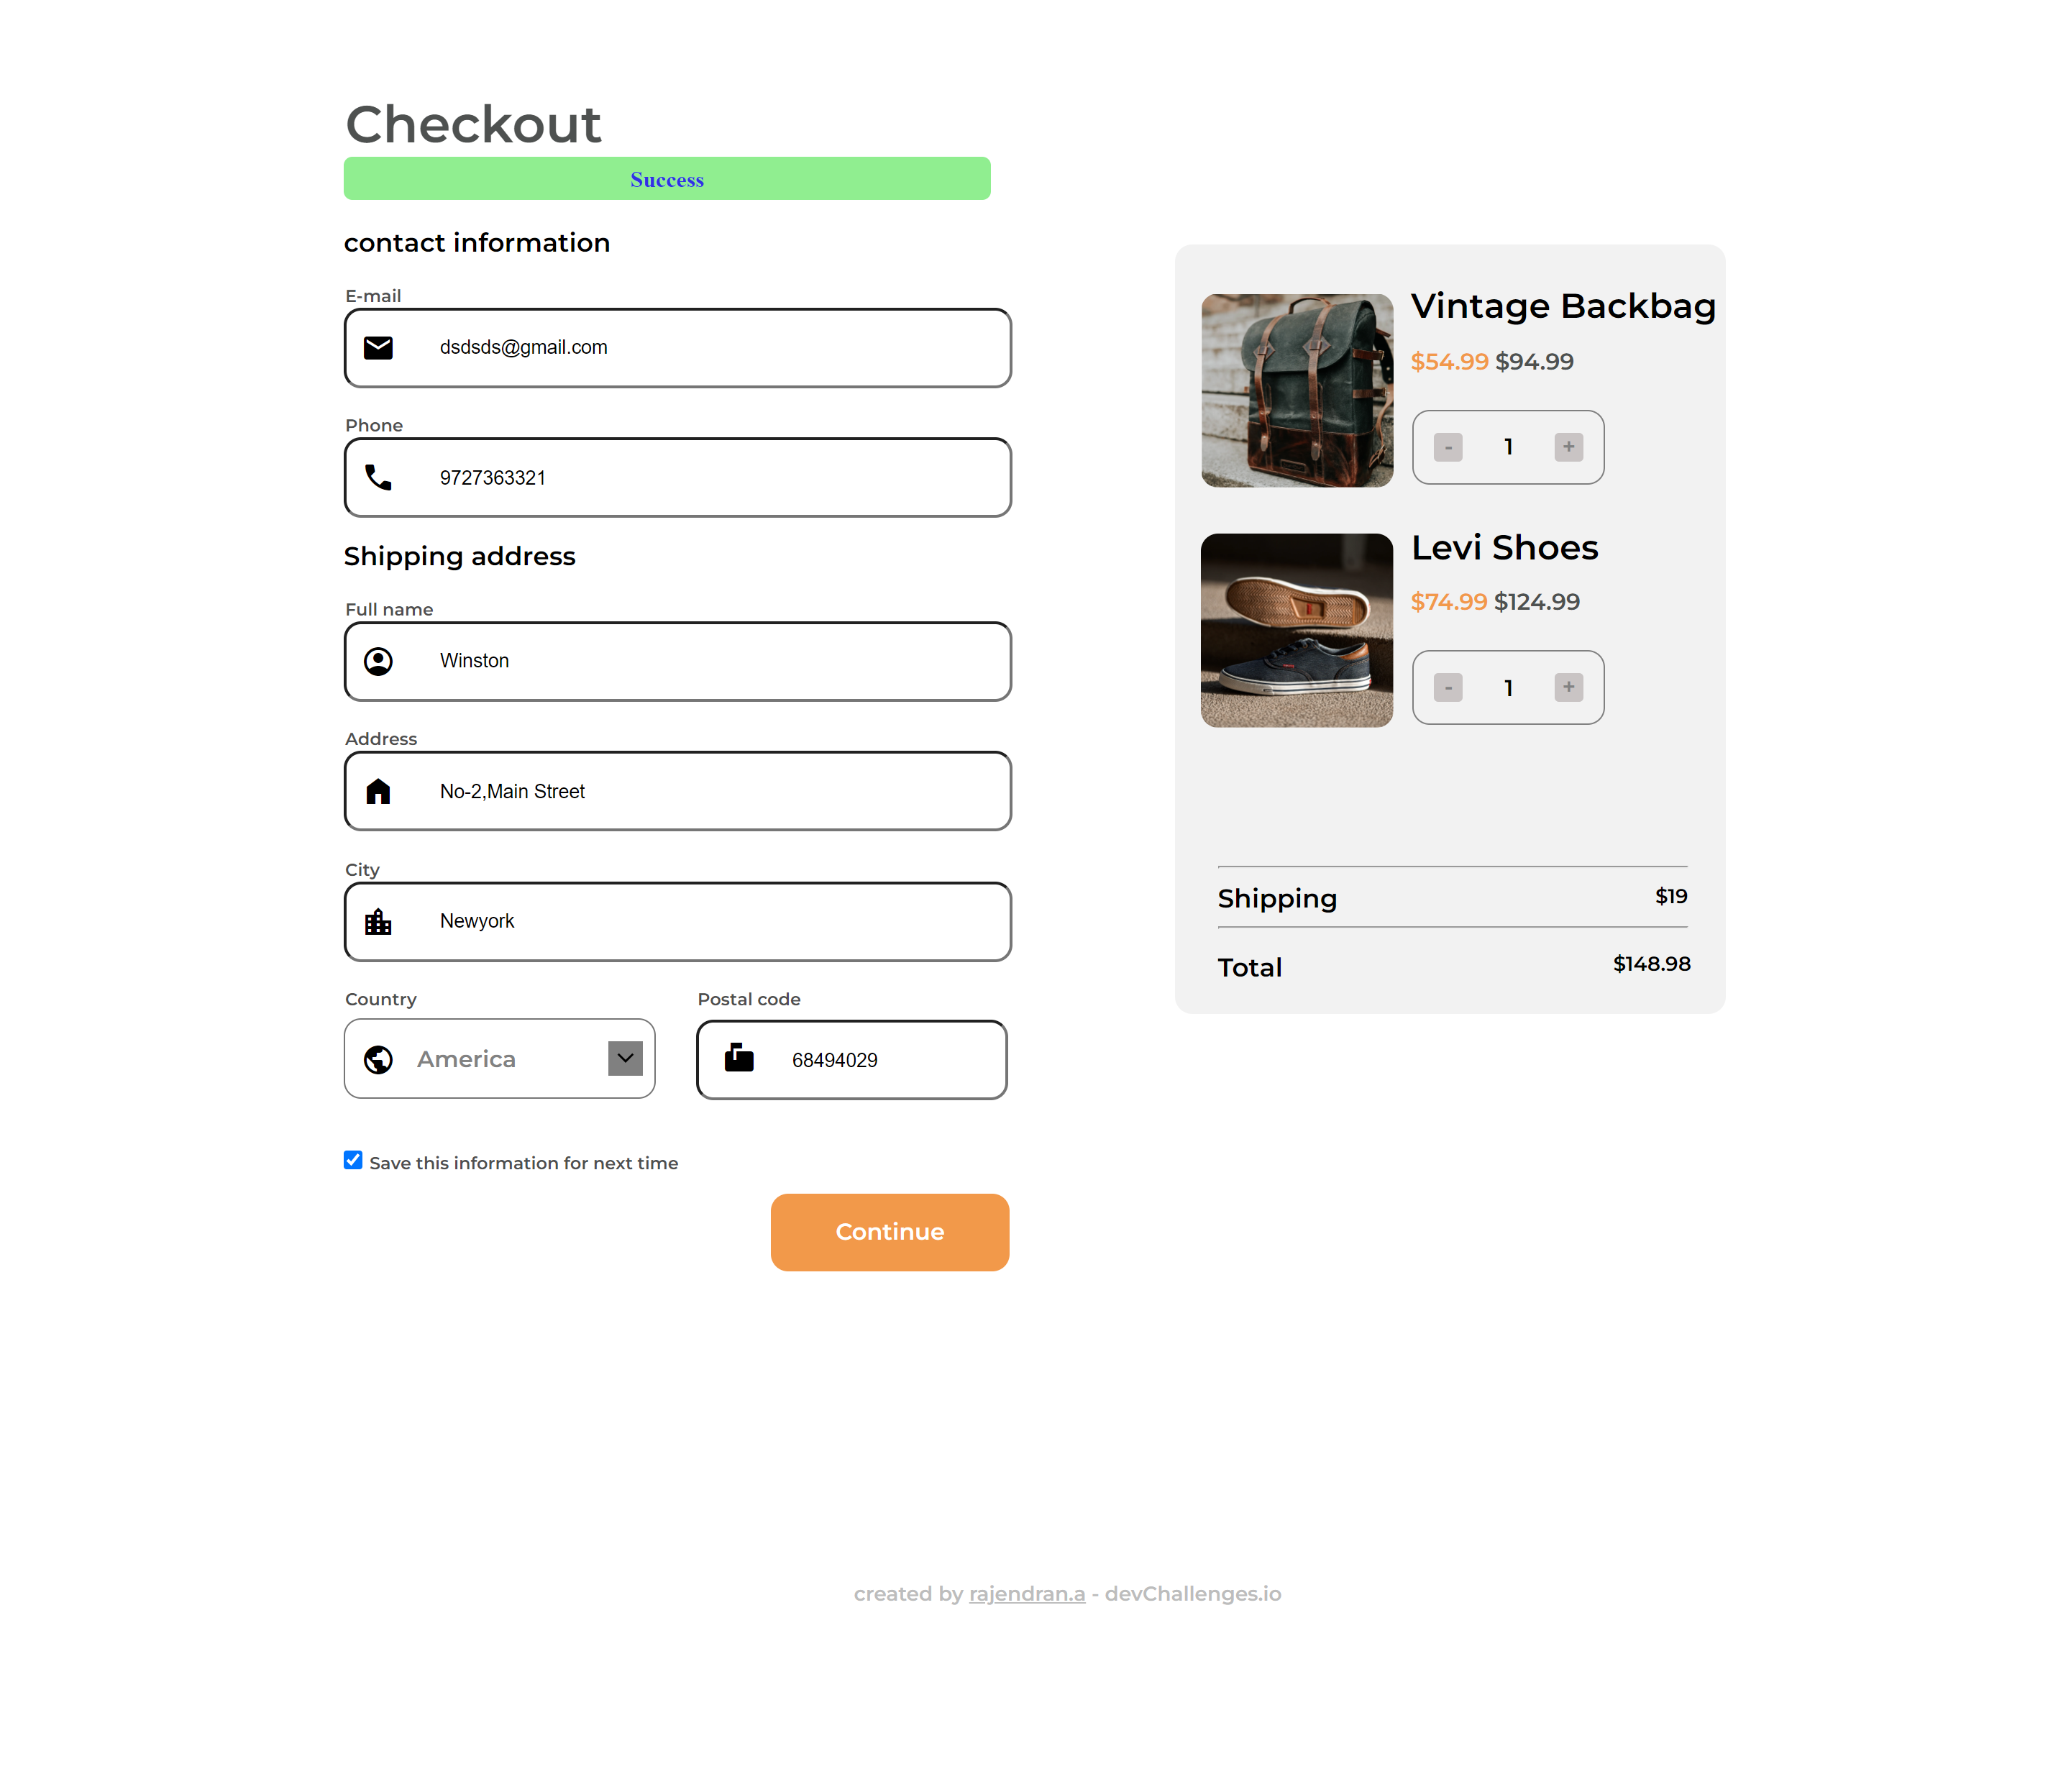 Checkout
Success
contact information
E-mail
dsdsds@gmail.com
Phone
9727363321
Shipping address
Full name
Winston
Address
No-2,Main Street
City
Newyork
Country
America
Postal code
68494029
Save this information for next time
Continue
Vintage Backbag
$54.99 $94.99
- 1 +
Levi Shoes
$74.99 $124.99
- 1 +
Shipping $19
Total $148.98
created by rajendran.a - devChallenges.io